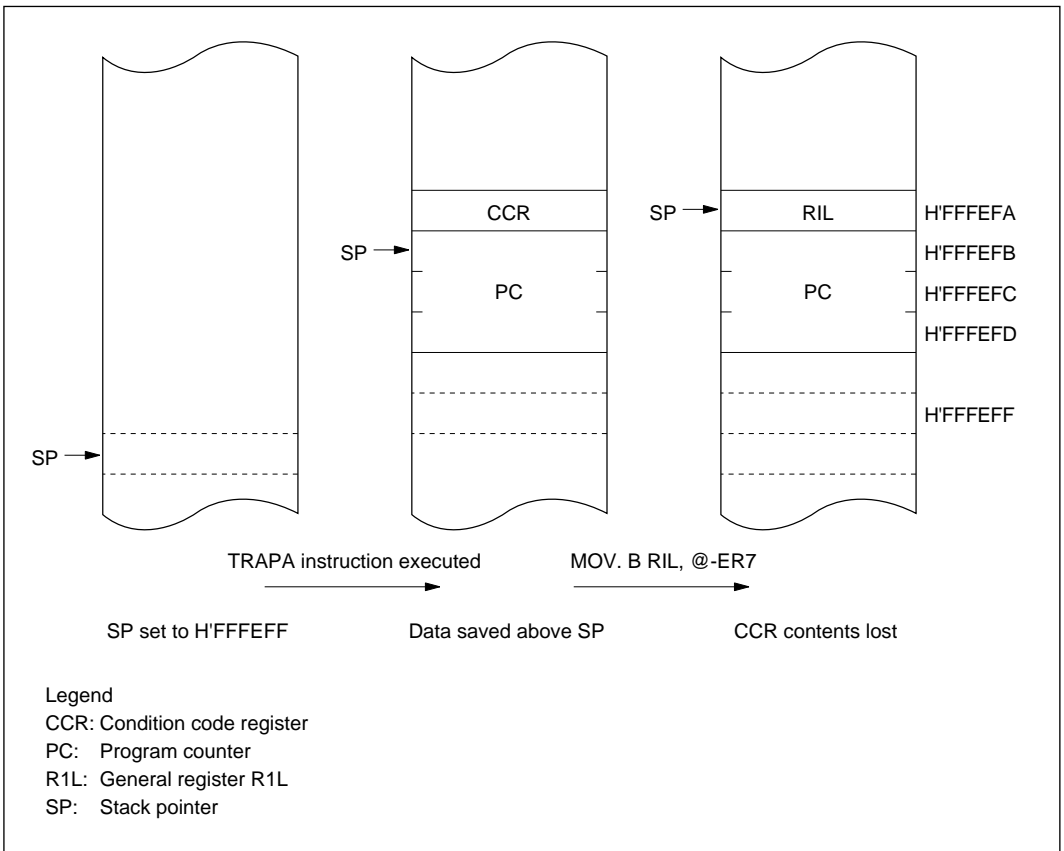 CCR
SP
PC
SP
SP
RIL
PC
H'FFFEFA
H'FFFEFB
H'FFFEFC
H'FFFEFD
H'FFFEFF
TRAPA instruction executed
MOV. B RIL, @-ER7
SP set to H'FFFEFF
Data saved above SP
CCR contents lost
Legend
CCR: Condition code register
PC: Program counter
R1L: General register R1L
SP: Stack pointer